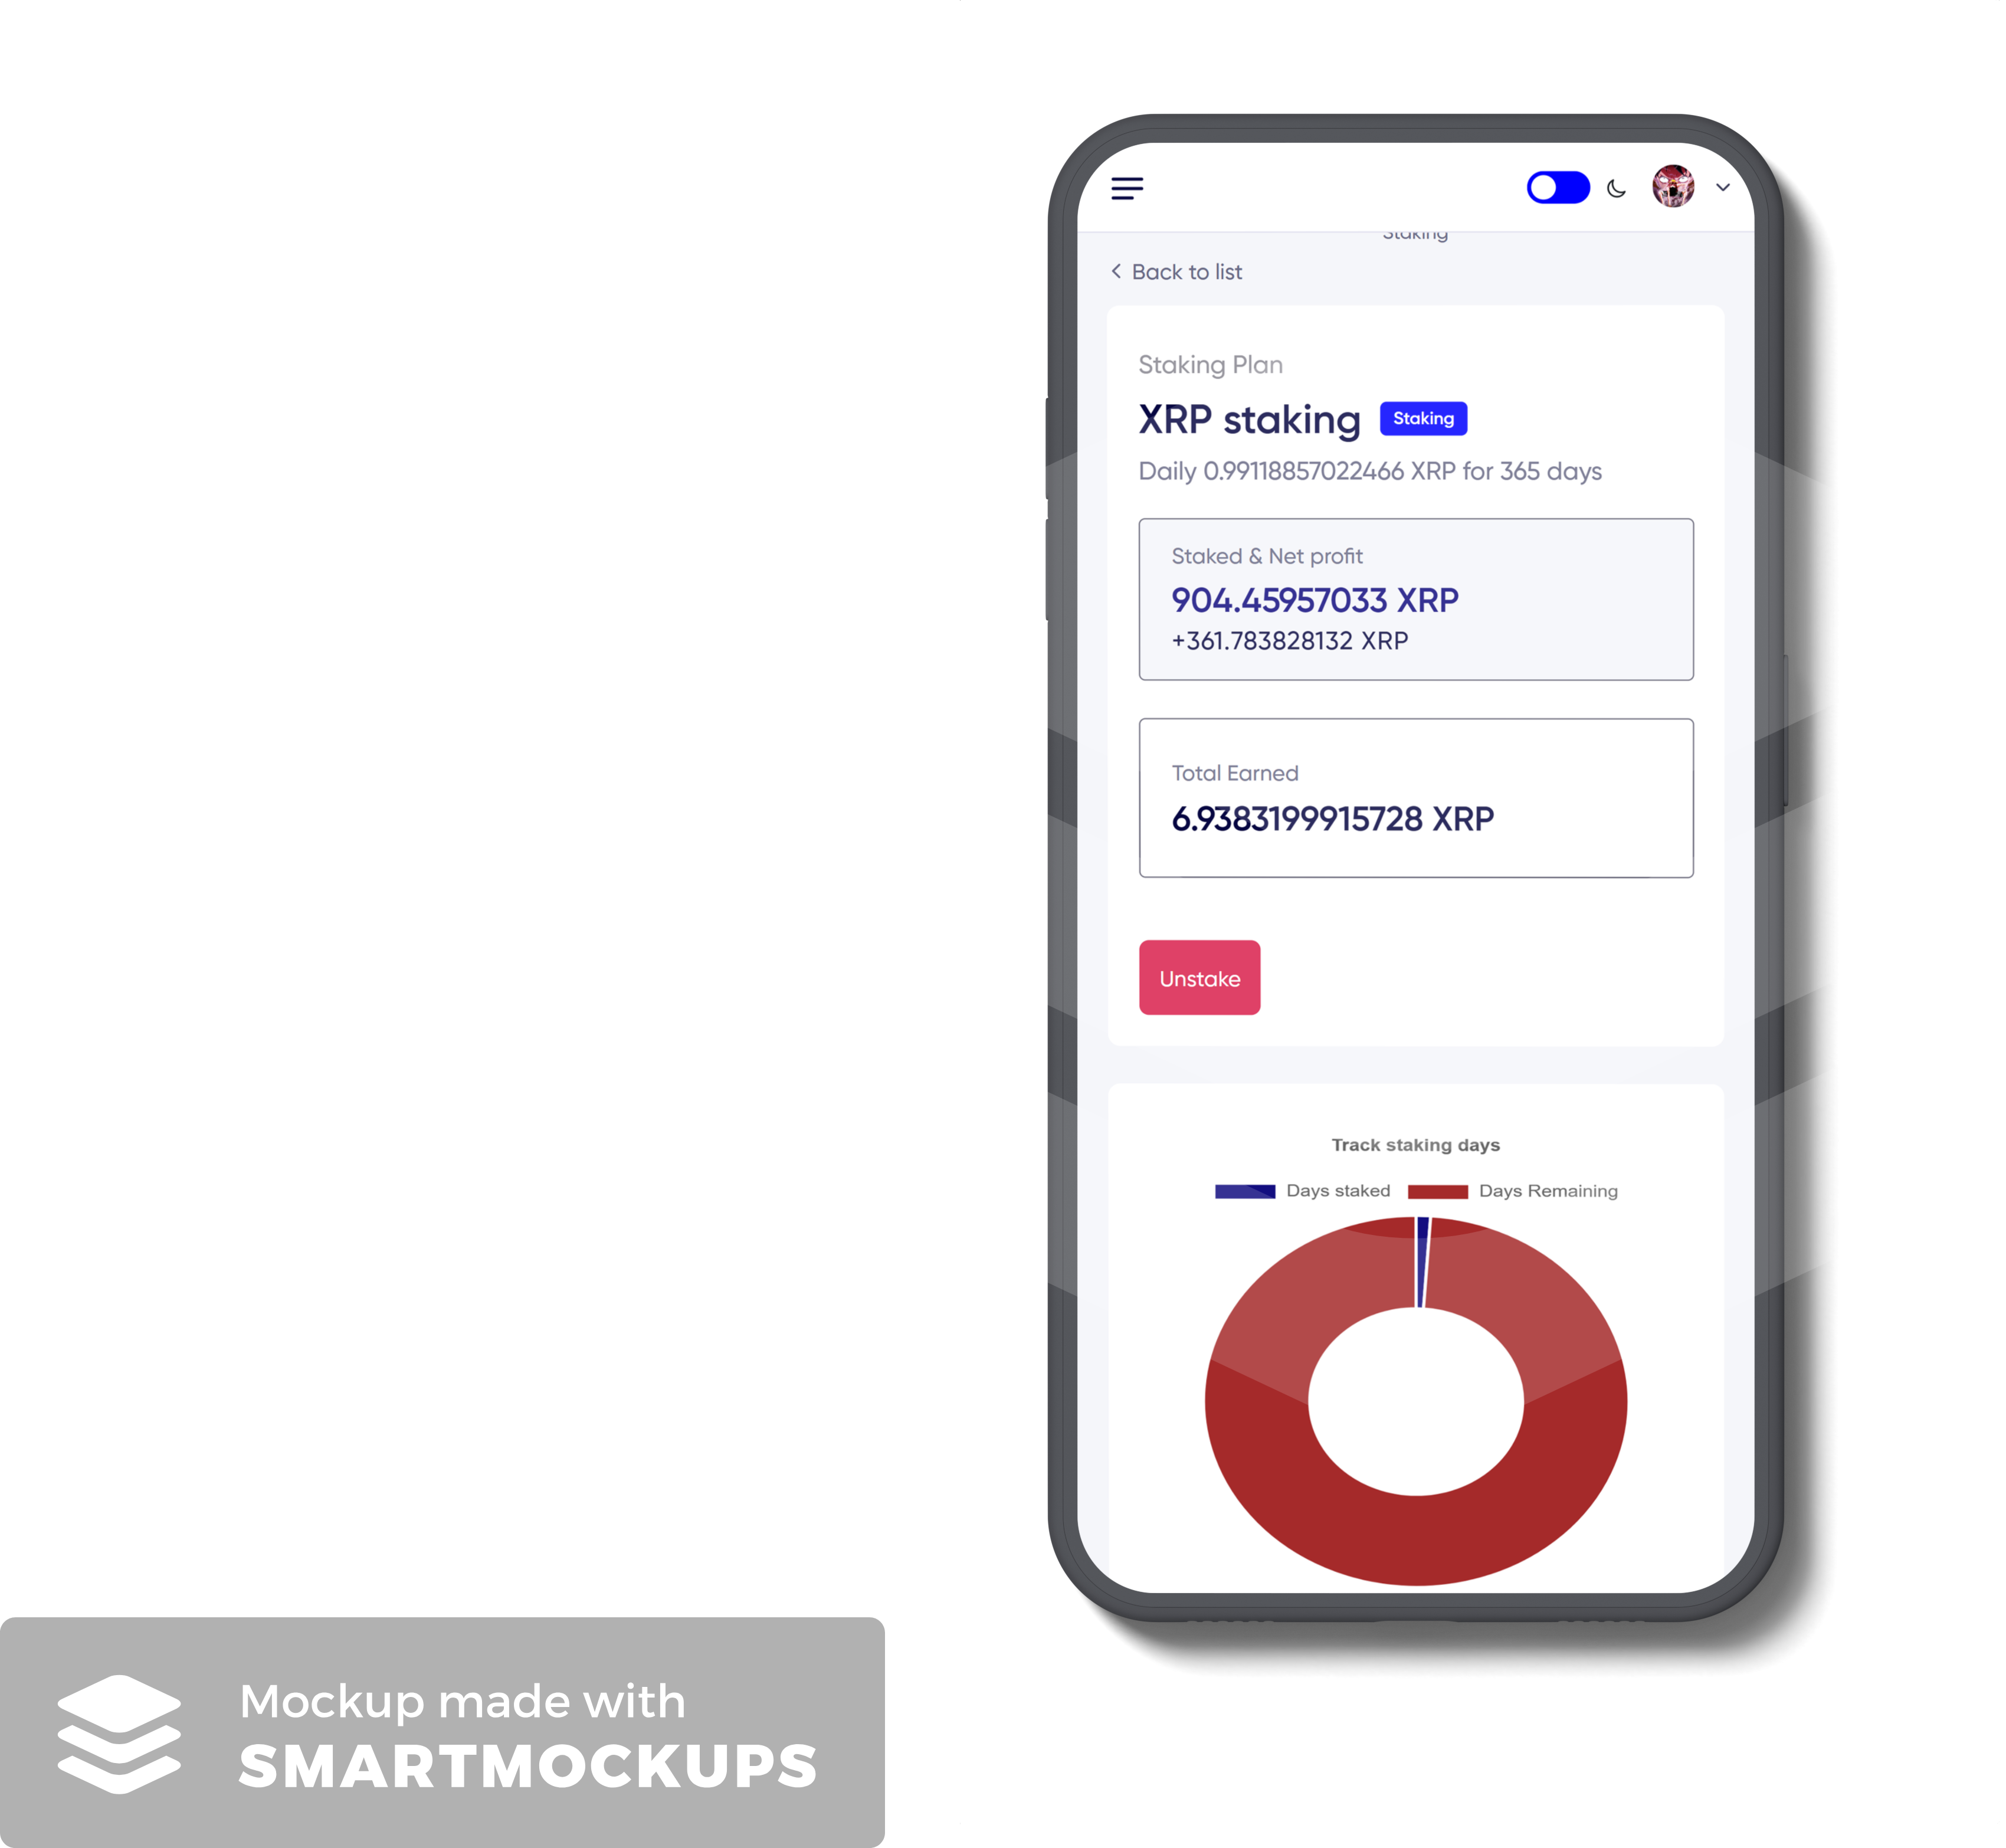 Staking
Back to list
Staking Plan
XRP staking Staking
Daily 0.99118857022466 XRP for 365 days
Staked & Net profit
904.45957033 XRP
+361.783828132 XRP
Total Earned
6.9383199915728 XRP
Unstake
Track staking days
Days staked Days Remaining
Mockup made with
SMARTMOCKUPS